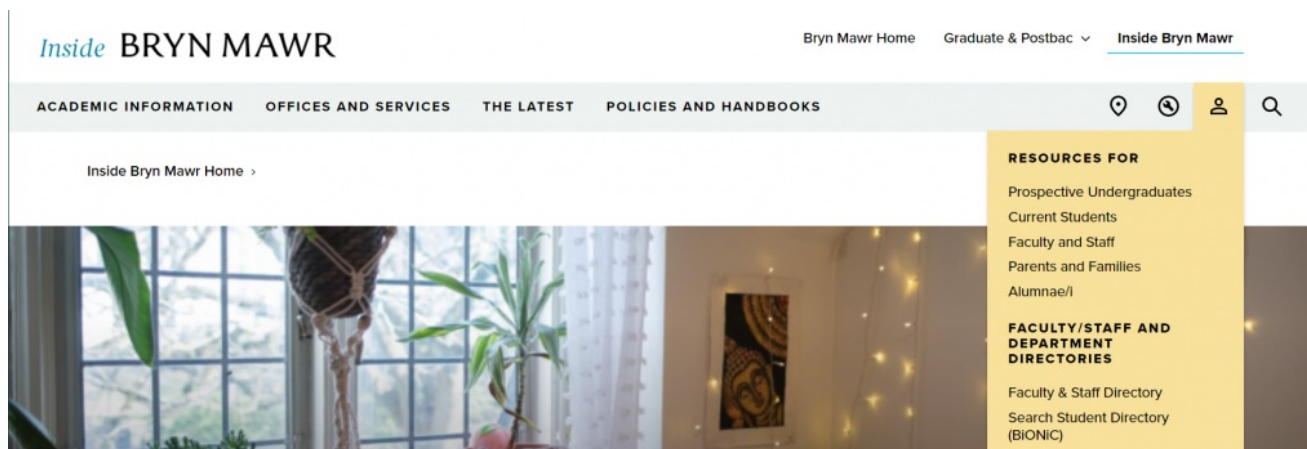 Inside BRYN MAWR
Bryn Mawr Home Graduate & Postbac Inside Bryn Mawr
ACADEMIC INFORMATION OFFICES AND SERVICES THE LATEST POLICIES AND HANDBOOKS
Inside Bryn Mawr Home ›
RESOURCES FOR
Prospective Undergraduates
Current Students
Faculty and Staff
Parents and Families
Alumnae/i
FACULTY/STAFF AND
DEPARTMENT
DIRECTORIES
Faculty & Staff Directory
Search Student Directory
(BiONiC)